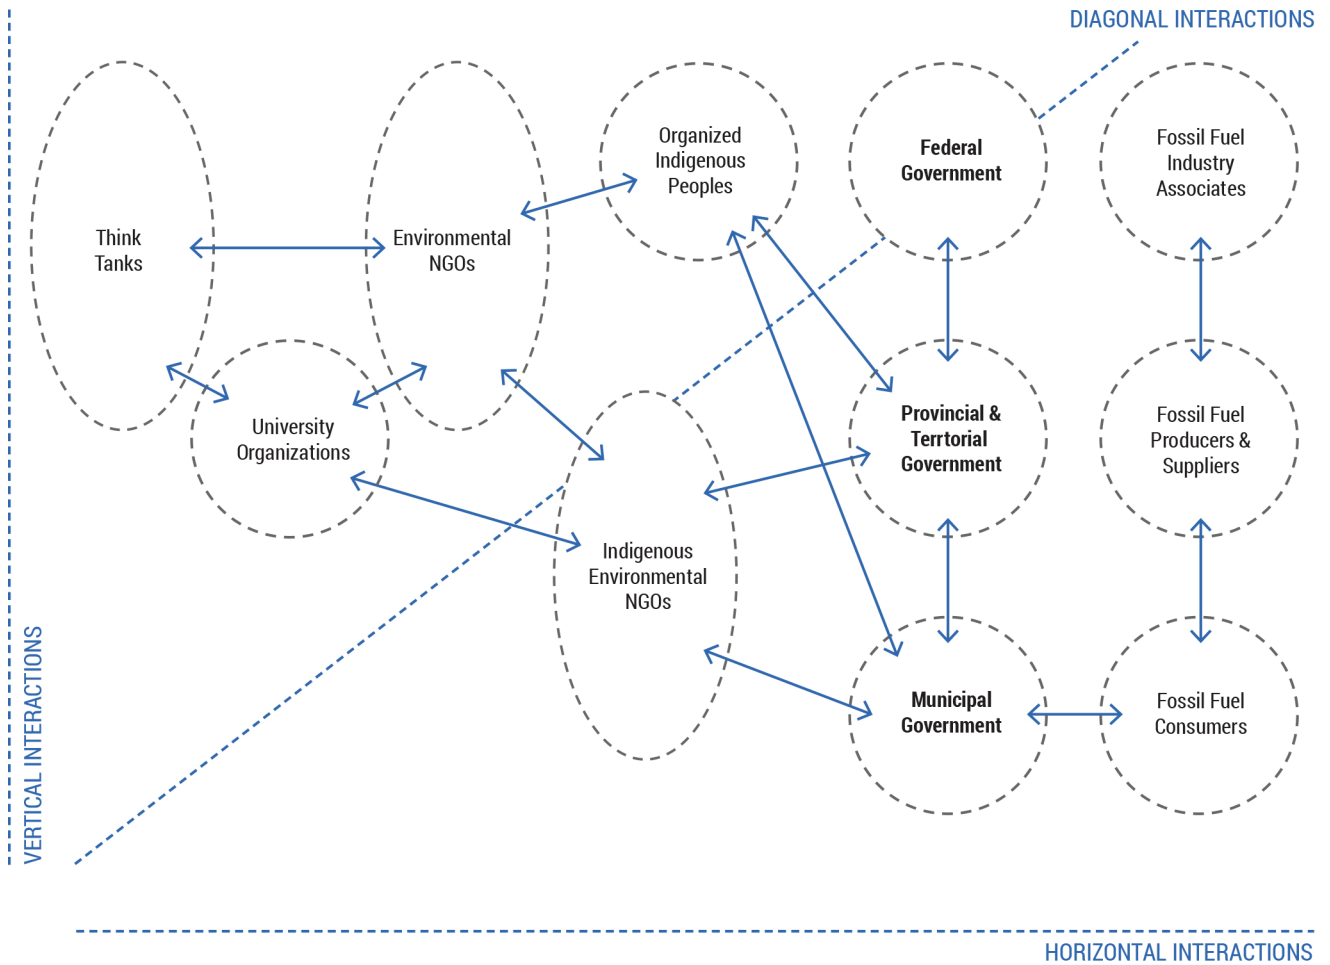 DIAGONAL INTERACTIONS
Think
Tanks
Environmental
NGOs
Organized
Indigenous
Peoples
Federal
Government
Fossil Fuel
Industry
Associates
University
Organizations
Provincial &
Terrtorial
Government
Fossil Fuel
Producers &
Suppliers
Indigenous
Environmental
NGOs
Municipal
Government
Fossil Fuel
Consumers
VERTICAL INTERACTIONS
HORIZONTAL INTERACTIONS